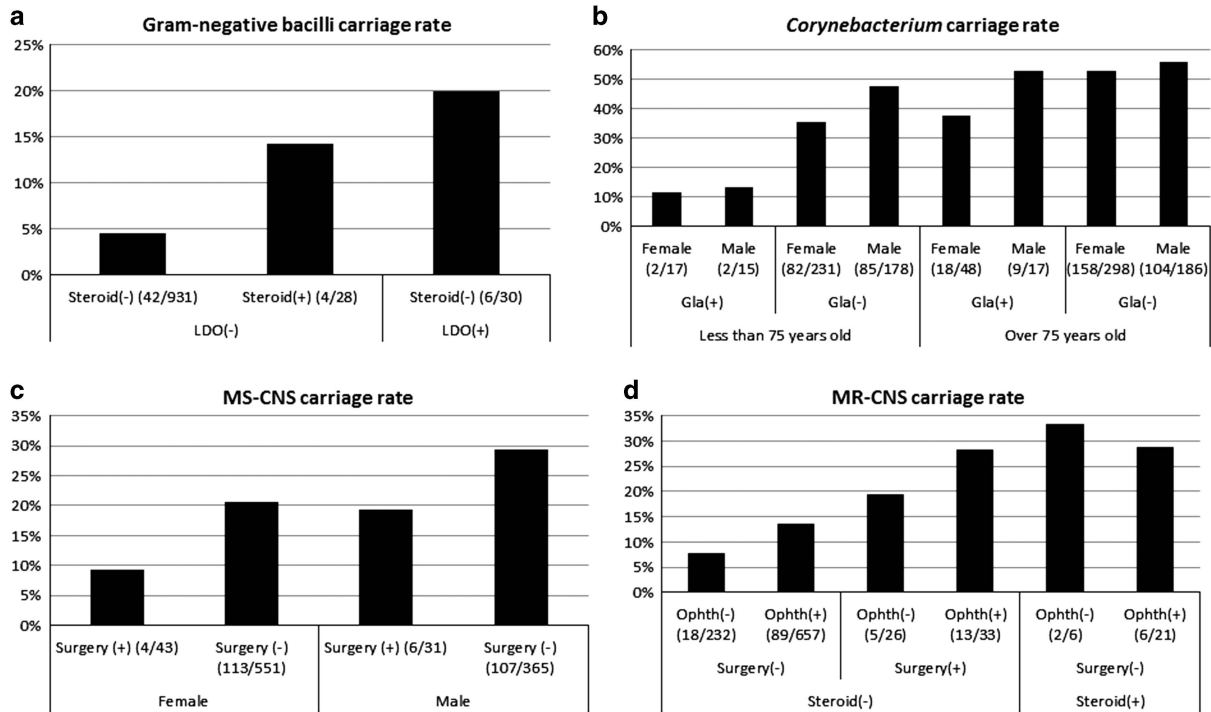 a
Gram-negative bacilli carriage rate
25%
20%
15%
10%
5%
0%
Steroid(-) (42/931) Steroid(+) (4/28) Steroid(-) (6/30)
LDO(-) LDO(+)
b
Corynebacterium carriage rate
60%
50%
40%
30%
20%
10%
0%
Female Male Female Male Female Male Female Male
(2/17) (2/15) (82/231) (85/178) (18/48) (9/17) (158/298) (104/186)
Gla(+) Gla(-) Gla(+) Gla(-)
Less than 75 years old Over 75 years old
c
MS-CNS carriage rate
35%
30%
25%
20%
15%
10%
5%
0%
Surgery (+) (4/43) Surgery (-) Surgery (+) (6/31) Surgery (-)
(113/551) (107/365)
Female Male
d
MR-CNS carriage rate
35%
30%
25%
20%
15%
10%
5%
0%
Ophth(-) Ophth(+) Ophth(-) Ophth(+) Ophth(-) Ophth(+)
(18/232) (89/657) (5/26) (13/33) (2/6) (6/21)
Surgery(-) Surgery(+) Surgery(-)
Steroid(-) Steroid(+)